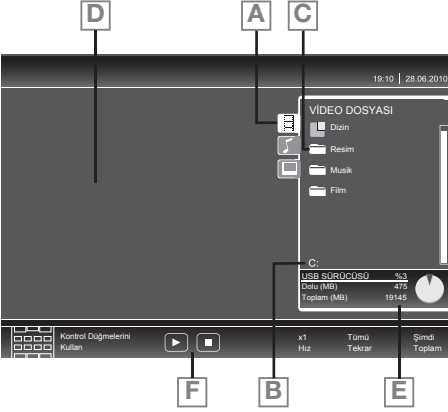 D A C
19:10 28.06.2010
VİDEO DOSYASI
Dizin
Resim
Musik
Film
C:
USB SÜRÜCÜSÜ %3
Dolu (MB) 475
Toplam (MB) 19145
Kontrol Düğmelerini
Kullan
x1 Tümü Şimdi
Hız Tekrar Toplam
F B E